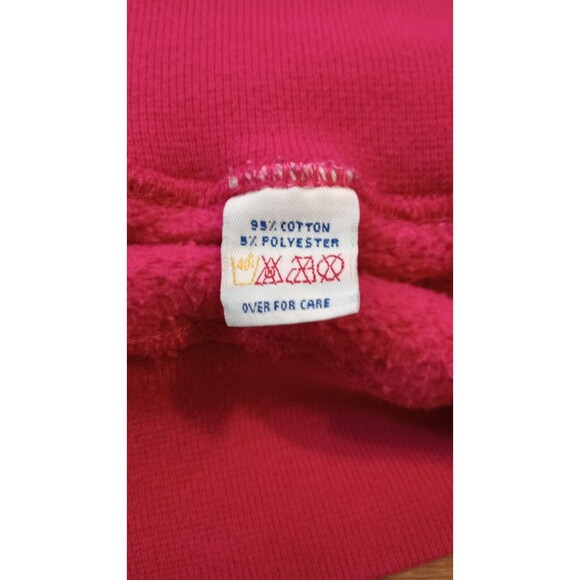 95% COTTON
5% POLYESTER
40°C
OVER FOR CARE